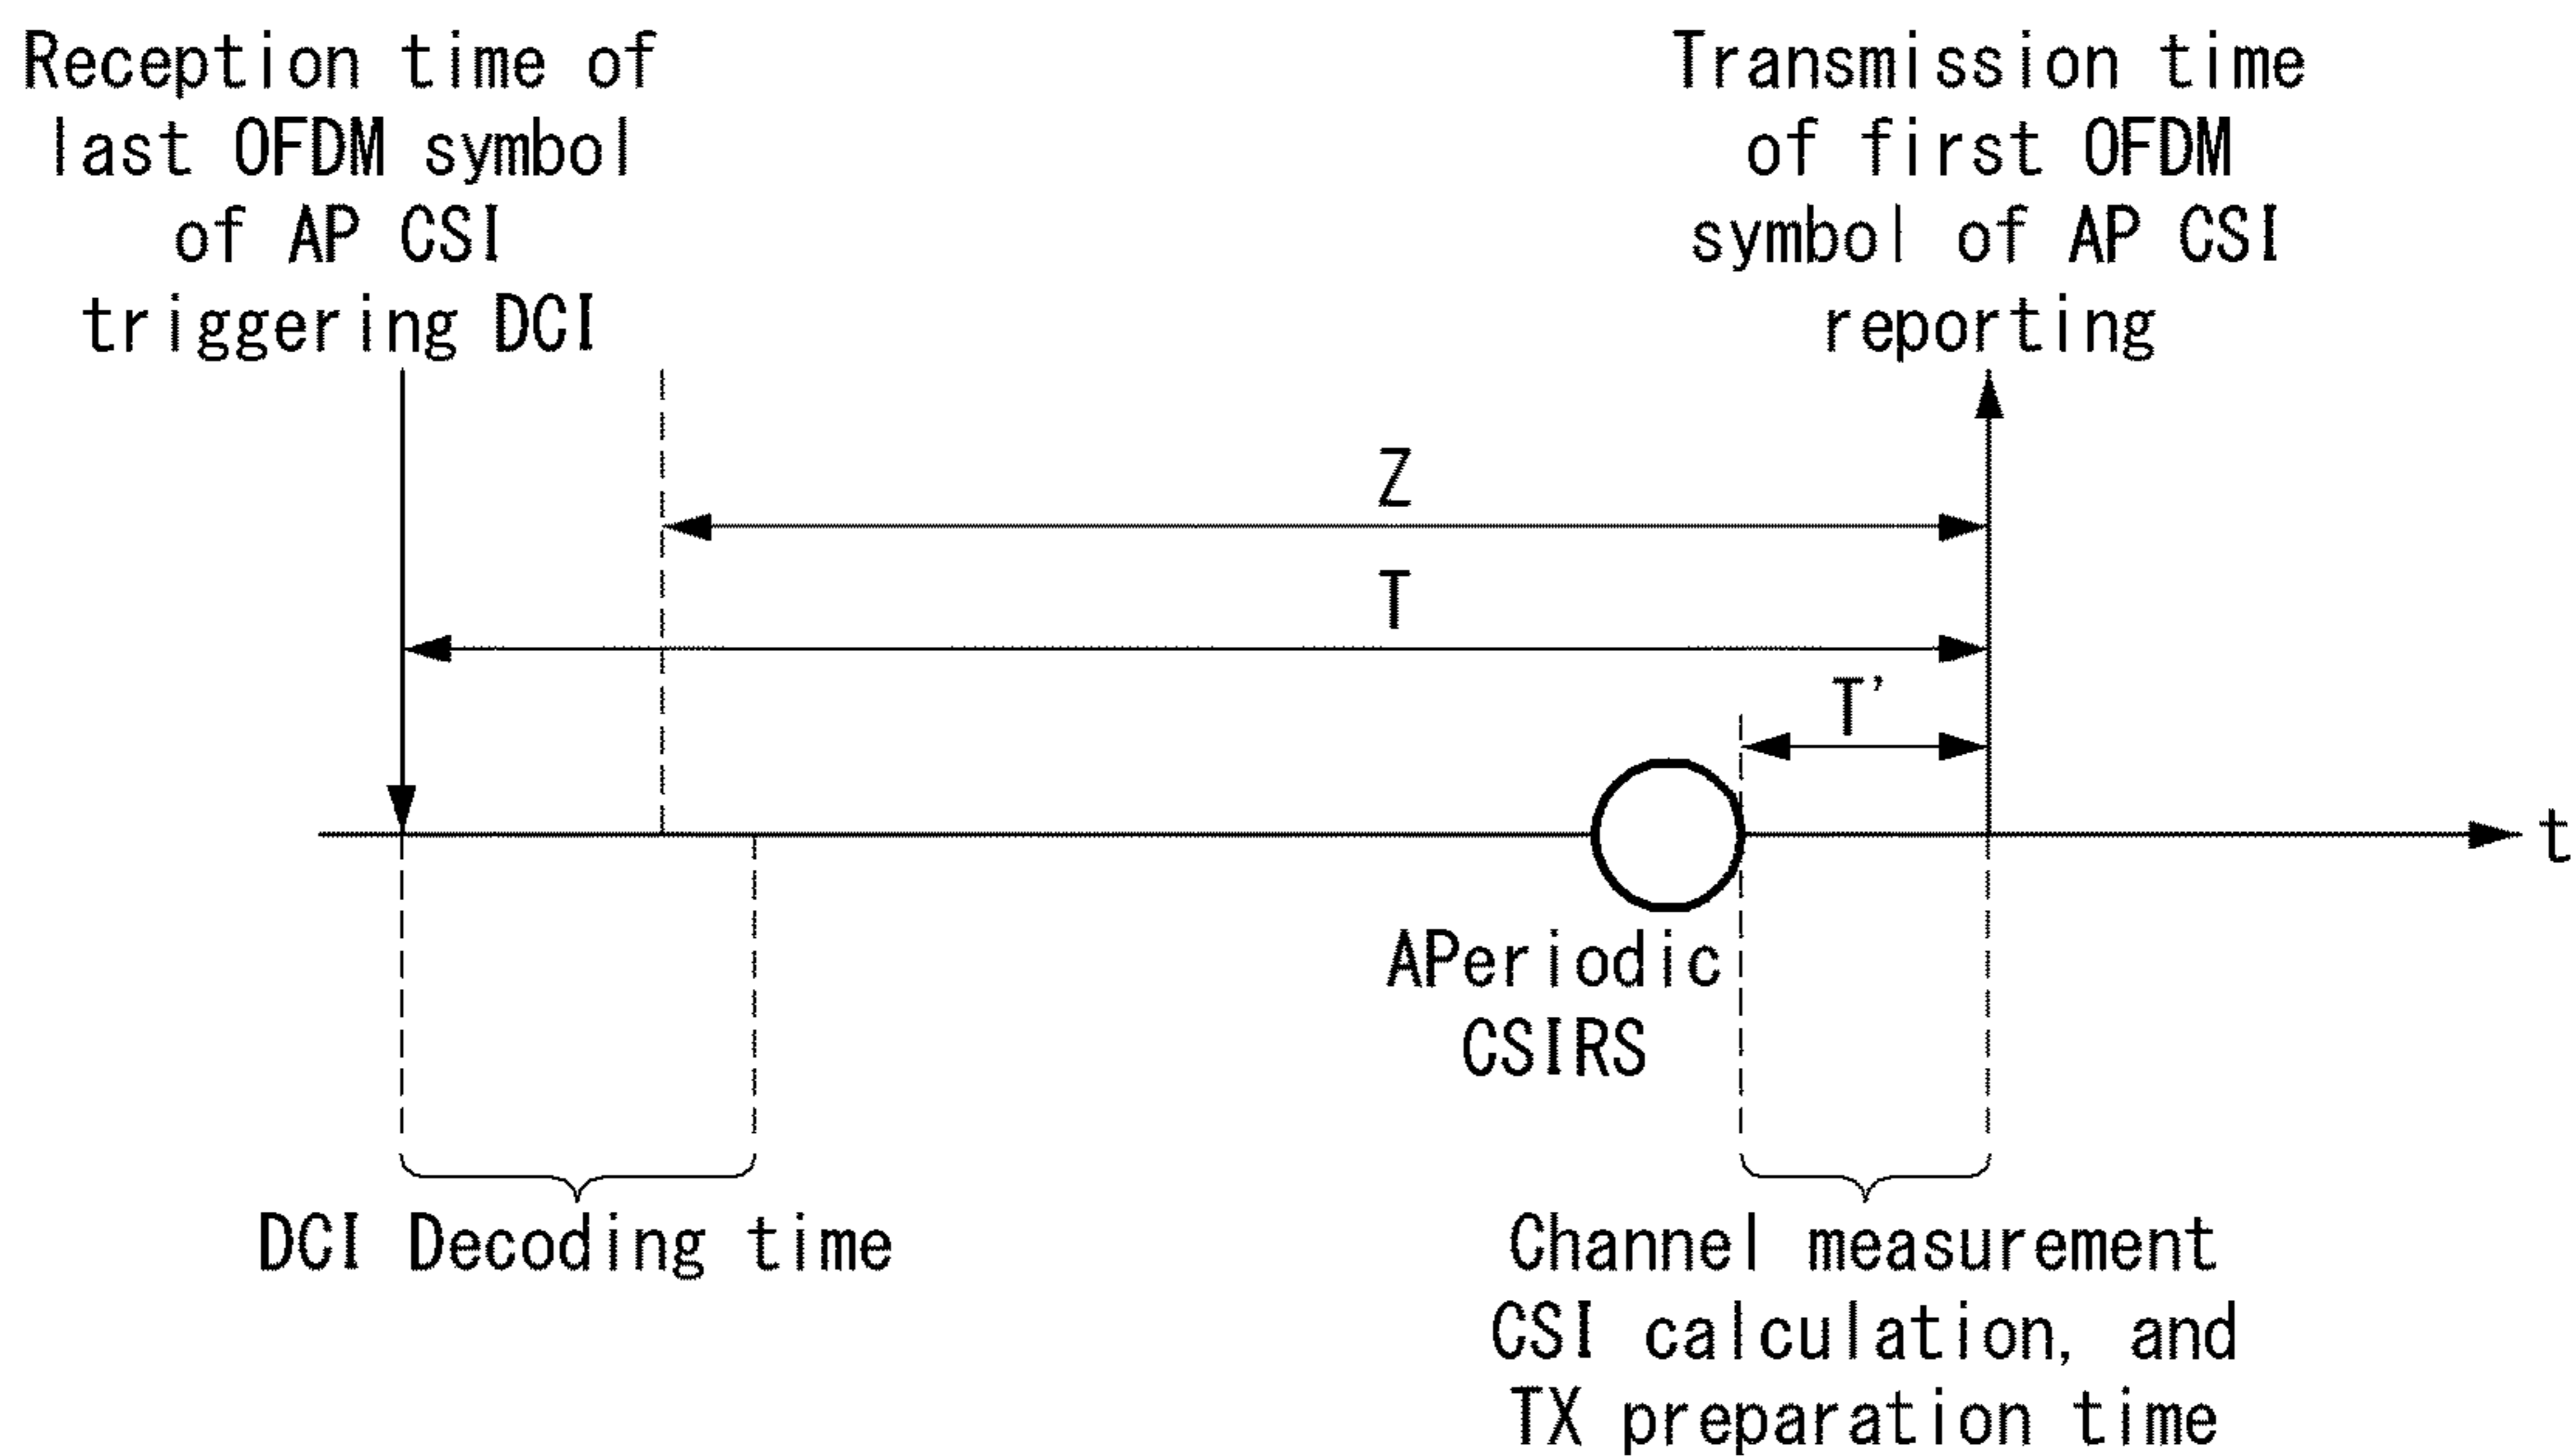 Reception time of
last OFDM symbol
of AP CSI
triggering DCI
Transmission time
of first OFDM
symbol of AP CSI
reporting
Z
T
T'
t
APeriodic
CSIRS
DCI Decoding time
Channel measurement
CSI calculation, and
TX preparation time